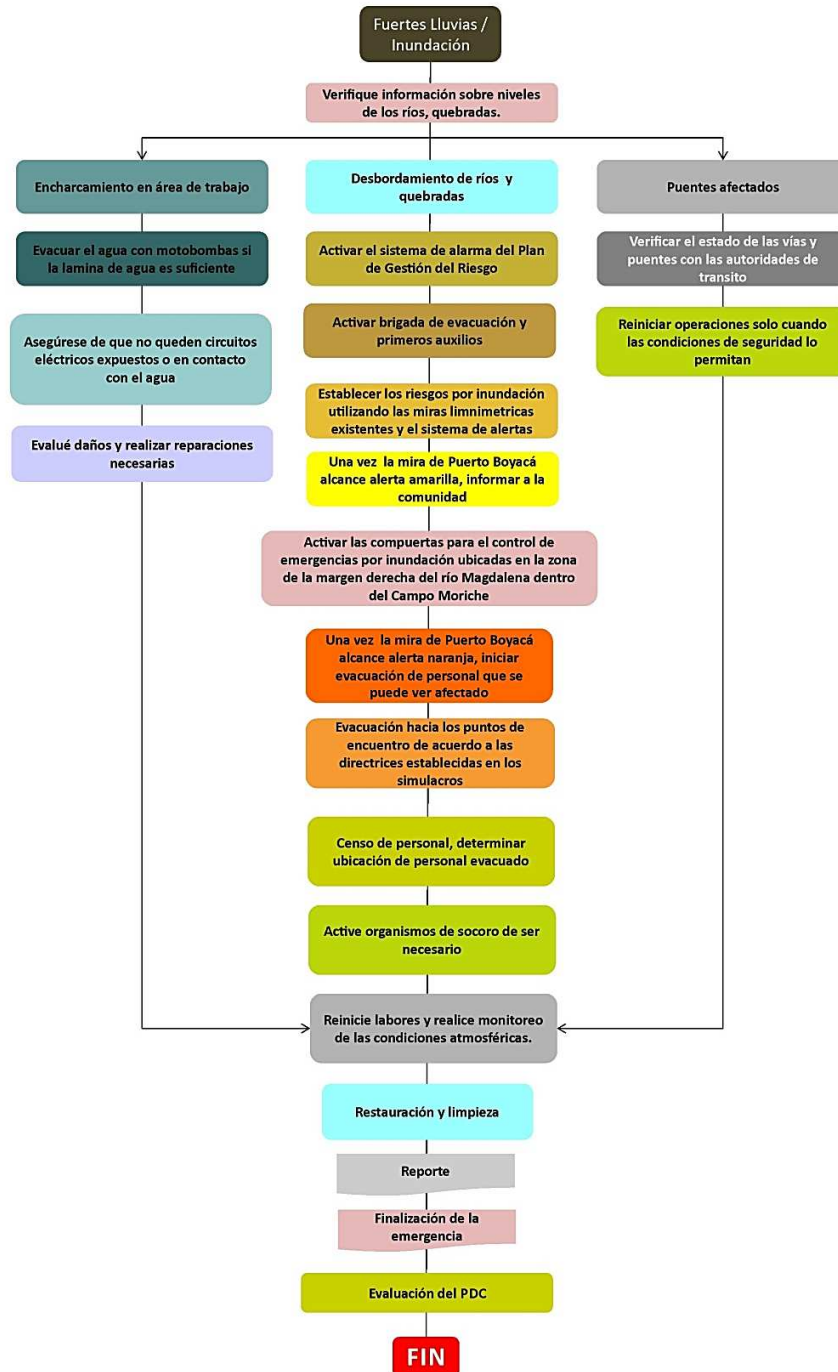 Fuertes Lluvias /
Inundación
Verifique información sobre niveles
de los ríos, quebradas.
Encharcamiento en área de trabajo
Evacuar el agua con motobombas si
la lamina de agua es suficiente
Asegúrese de que no queden circuitos
eléctricos expuestos o en contacto
con el agua
Evalué daños y realizar reparaciones
necesarias
Desbordamiento de ríos y
quebradas
Activar el sistema de alarma del Plan
de Gestión del Riesgo
Activar brigada de evacuación y
primeros auxilios
Establecer los riesgos por inundación
utilizando las miras limnimetricas
existentes y el sistema de alertas
Una vez la mira de Puerto Boyacá
alcance alerta amarilla, informar a la
comunidad
Activar las compuertas para el control de
emergencias por inundación ubicadas en la zona
de la margen derecha del río Magdalena dentro
del Campo Moriche
Una vez la mira de Puerto Boyacá
alcance alerta naranja, iniciar
evacuación de personal que se
puede ver afectado
Evacuación hacia los puntos de
encuentro de acuerdo a las
directrices establecidas en los
simulacros
Censo de personal, determinar
ubicación de personal evacuado
Active organismos de socoro de ser
necesario
Puentes afectados
Verificar el estado de las vías y
puentes con las autoridades de
transito
Reiniciar operaciones solo cuando
las condiciones de seguridad lo
permitan
Reinicie labores y realice monitoreo
de las condiciones atmosféricas.
Restauración y limpieza
Reporte
Finalización de la
emergencia
Evaluación del PDC
FIN